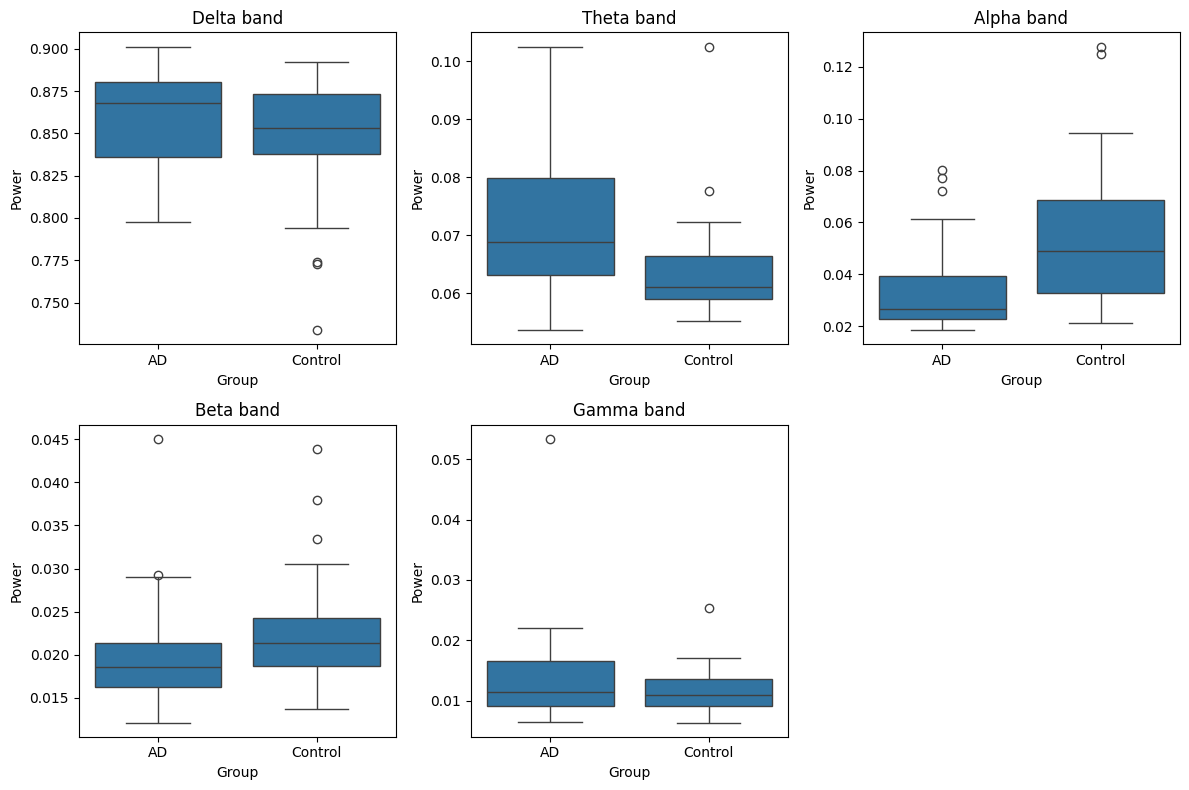 Delta band
Theta band
Alpha band
Power
0.900
0.875
0.850
0.825
0.800
0.775
0.750
AD
Control
Group
Power
0.10
0.09
0.08
0.07
0.06
AD
Control
Group
Power
0.12
0.10
0.08
0.06
0.04
0.02
AD
Control
Group
Beta band
Gamma band
Power
0.045
0.040
0.035
0.030
0.025
0.020
0.015
AD
Control
Group
Power
0.05
0.04
0.03
0.02
0.01
AD
Control
Group